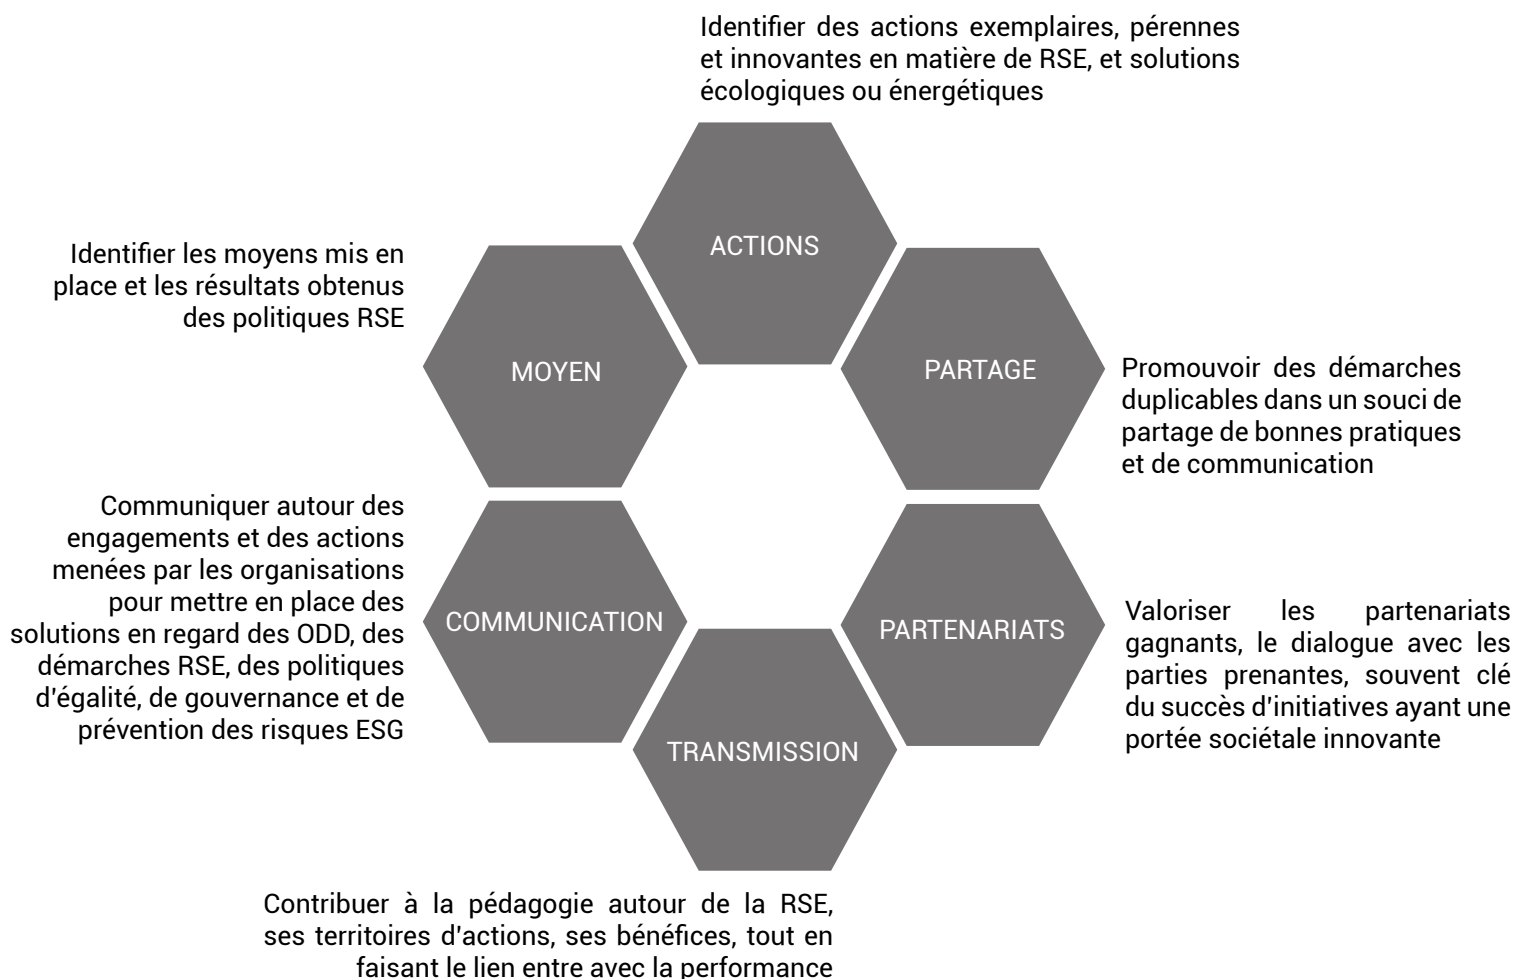 Identifier des actions exemplaires, pérennes
et innovantes en matière de RSE, et solutions
écologiques ou énergétiques
ACTIONS
Identifier les moyens mis en
place et les résultats obtenus
des politiques RSE
MOYEN
PARTAGE
Promouvoir des démarches
duplicables dans un souci de
partage de bonnes pratiques
et de communication
Communiquer autour des
engagements et des actions
menées par les organisations
pour mettre en place des
solutions en regard des ODD, des
démarches RSE, des politiques
d'égalité, de gouvernance et de
prévention des risques ESG
COMMUNICATION
PARTENARIATS
Valoriser les partenariats
gagnants, le dialogue avec les
parties prenantes, souvent clé
du succès d'initiatives ayant une
portée sociétale innovante
TRANSMISSION
Contribuer à la pédagogie autour de la RSE,
ses territoires d'actions, ses bénéfices, tout en
faisant le lien entre avec la performance